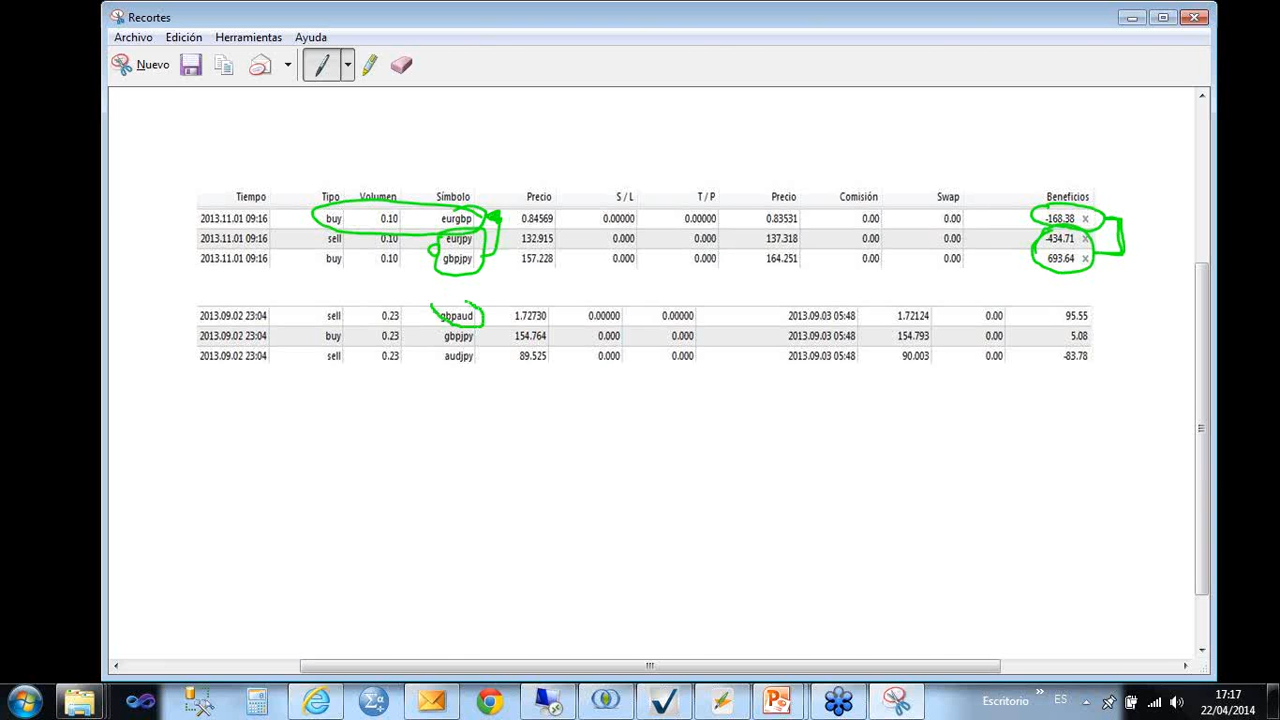 Recortes
Archivo Edición Herramientas Ayuda
Nuevo
Tiempo Tipo Volumen Símbolo Precio S / L T / P Precio Comisión Swap Beneficios
2013.11.01 09:16 buy 0.10 eurgbp 0.84569 0.00000 0.00000 0.83531 0.00 0.00 -168.38 x
2013.11.01 09:16 sell 0.10 eurjpy 132.915 0.000 0.000 137.318 0.00 0.00 -434.71 x
2013.11.01 09:16 buy 0.10 gbpjpy 157.228 0.000 0.000 164.251 0.00 0.00 693.64 x
2013.09.02 23:04 sell 0.23 gbpaud 1.72730 0.00000 0.00000 2013.09.03 05:48 1.72124 0.00 95.55
2013.09.02 23:04 buy 0.23 gbpjpy 154.764 0.000 0.000 2013.09.03 05:48 154.793 0.00 5.08
2013.09.02 23:04 sell 0.23 audjpy 89.525 0.000 0.000 2013.09.03 05:48 90.003 0.00 -83.78
Escritorio » ES 17:17
22/04/2014